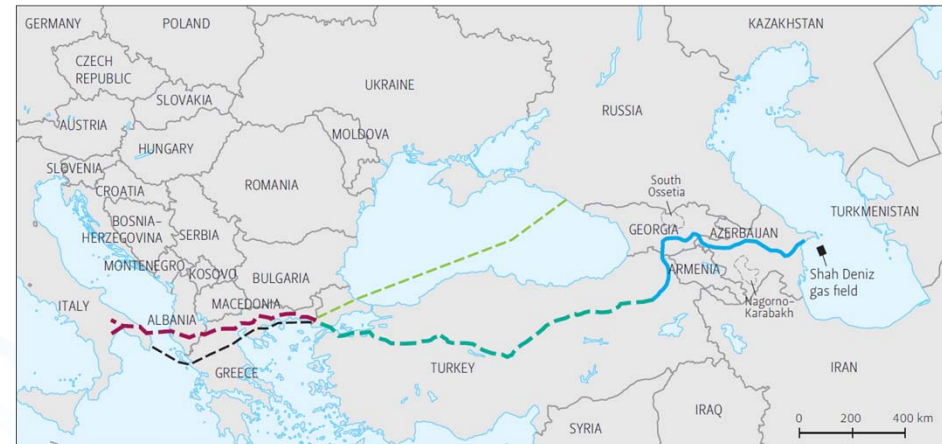 GERMANY
POLAND
KAZAKHSTAN
CZECH
REPUBLIC
UKRAINE
SLOVAKIA
RUSSIA
AUSTRIA
MOLDOVA
HUNGARY
SLOVENIA
ROMANIA
CROATIA
South
Ossetia
BOSNIA–
HERZEGOVINA
TURKMENISTAN
SERBIA
GEORGIA
AZERBAIJAN
MONTENEGRO
KOSOVO
BULGARIA
ARMENIA
Shah Deniz
gas field
ITALY
MACEDONIA
Nagorno-
Karabakh
ALBANIA
GREECE
TURKEY
IRAN
SYRIA
IRAQ
0 200 400 km